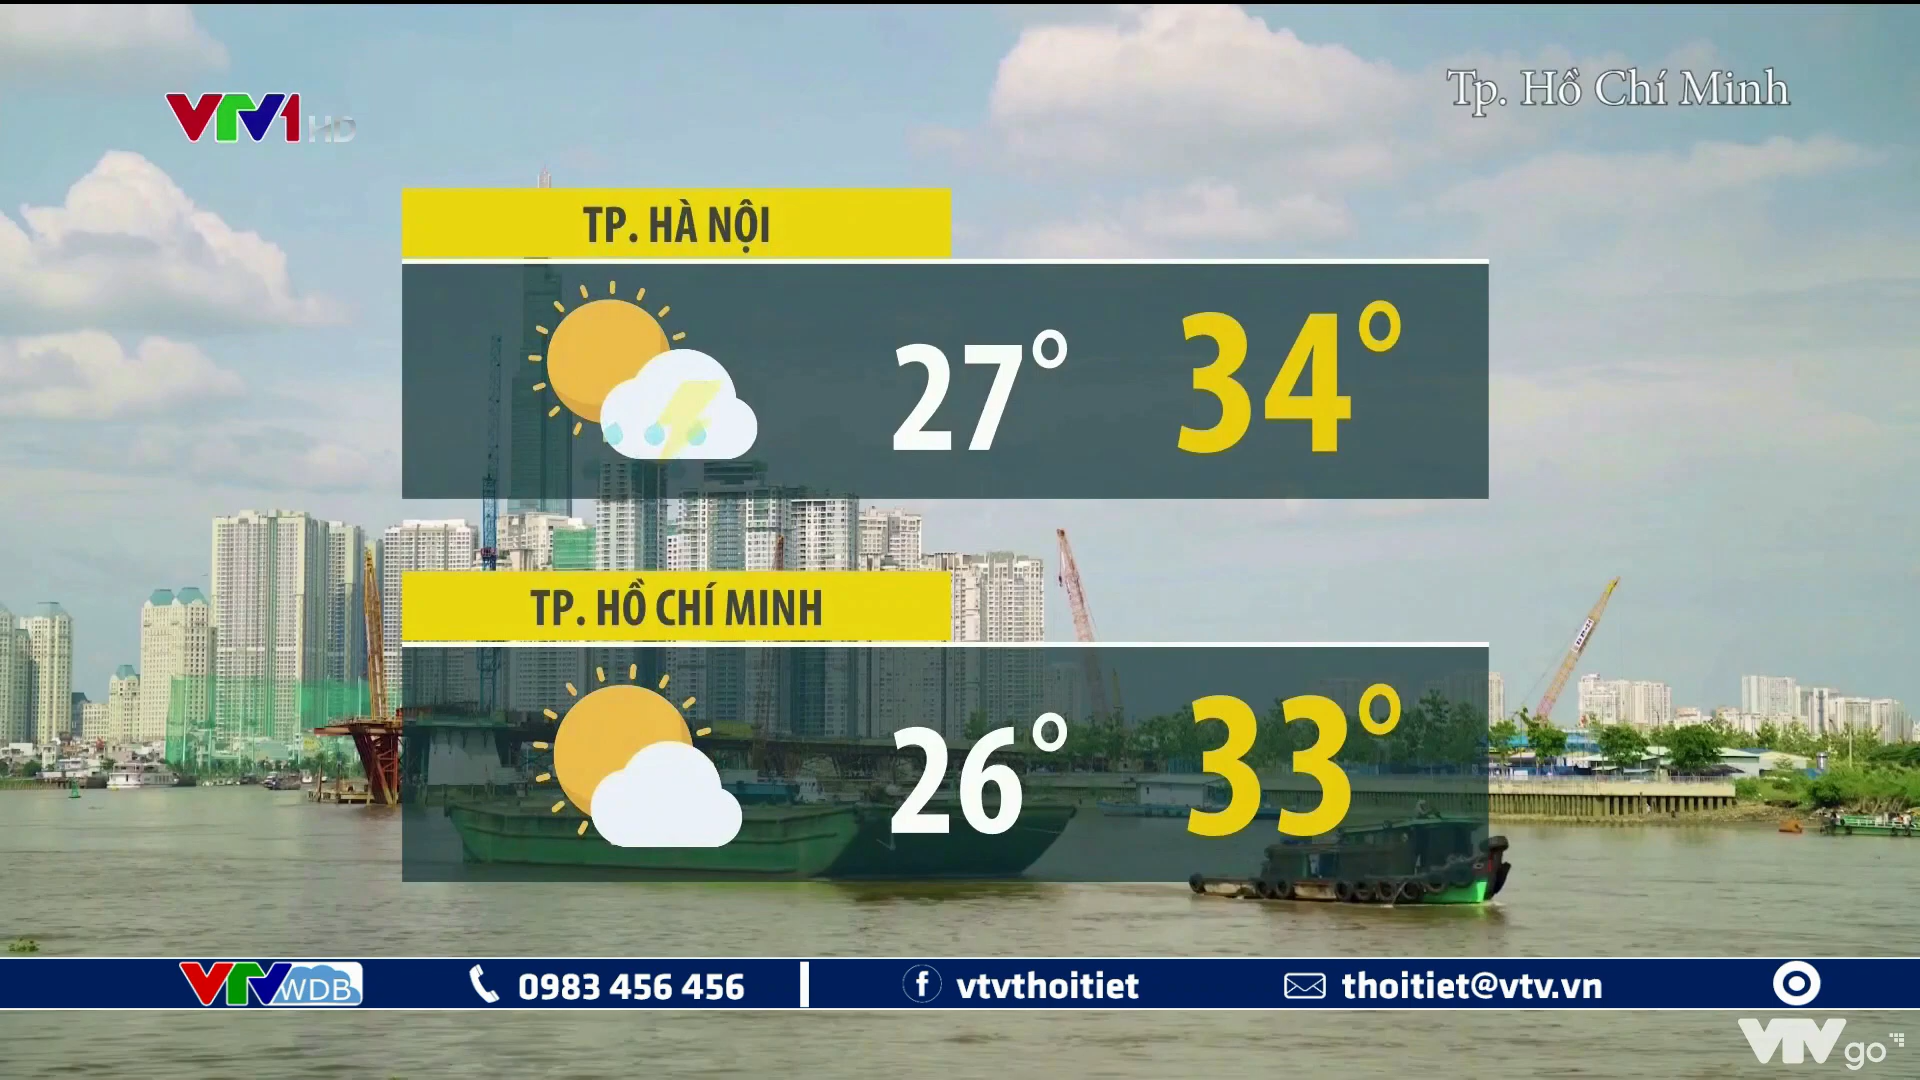 VTV1 HD
Tp. Hồ Chí Minh
TP. HÀ NỘI
27° 34°
TP. HỒ CHÍ MINH
26° 33°
VTV WDB 0983 456 456 vtvthoitiet thoitiet@vtv.vn
VTV go